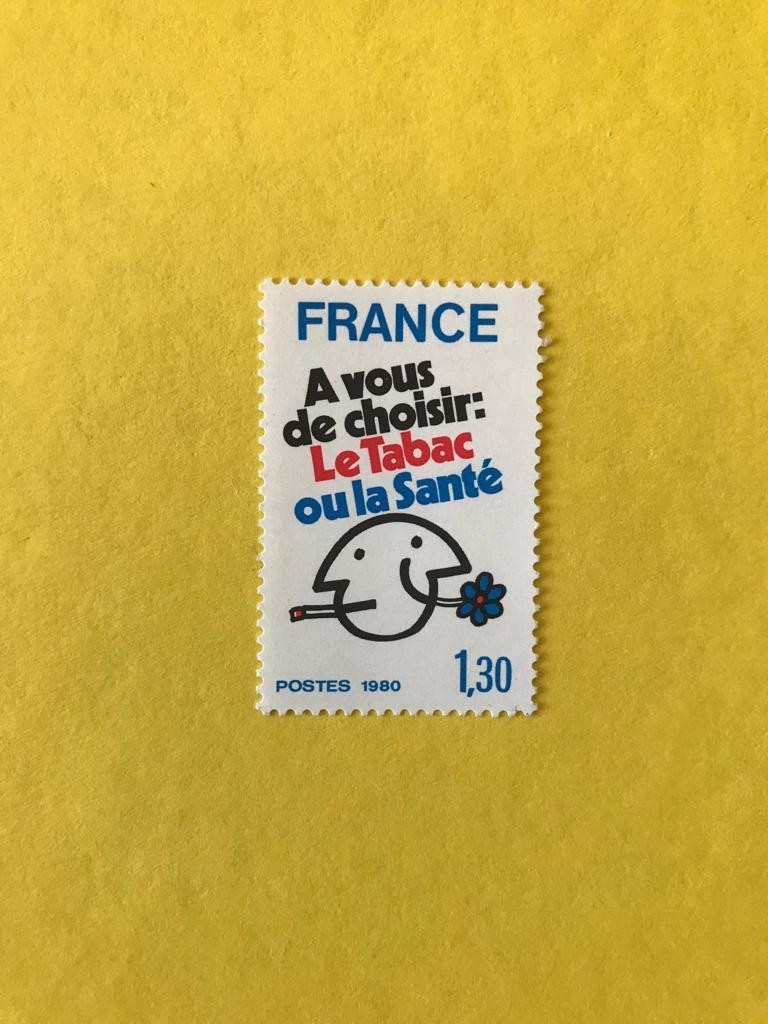 FRANCE
A vous
de choisir:
Le Tabac
ou la Santé
POSTES 1980
1,30